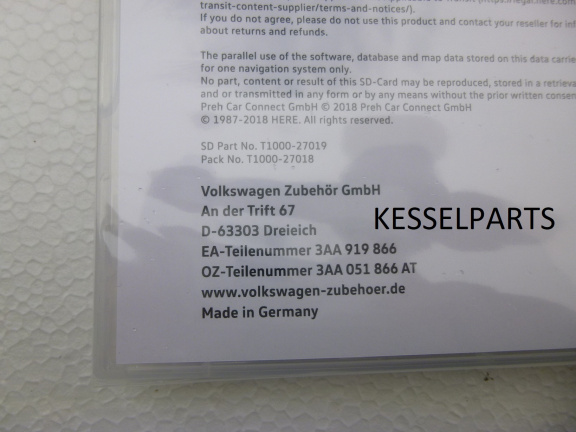 transit-content-supplier/terms-and-notices/).
If you do not agree, please do not use this product and contact your reseller for
about returns and refunds.
The parallel use of the software, database and map data stored on this data
for one navigation system only.
No part, content or result of this SD-Card may be reproduced, stored in a
and or transmitted in any form or by any means without the prior written
Preh Car Connect GmbH © 2018 Preh Car Connect GmbH
© 1987-2018 HERE. All rights reserved.
SD Part No. T1000-27019
Pack No. T1000-27018
Volkswagen Zubehör GmbH
An der Trift 67
D-63303 Dreieich
EA-Teilenummer 3AA 919 866
OZ-Teilenummer 3AA 051 866 AT
www.volkswagen-zubehoer.de
Made in Germany
KESSELPARTS